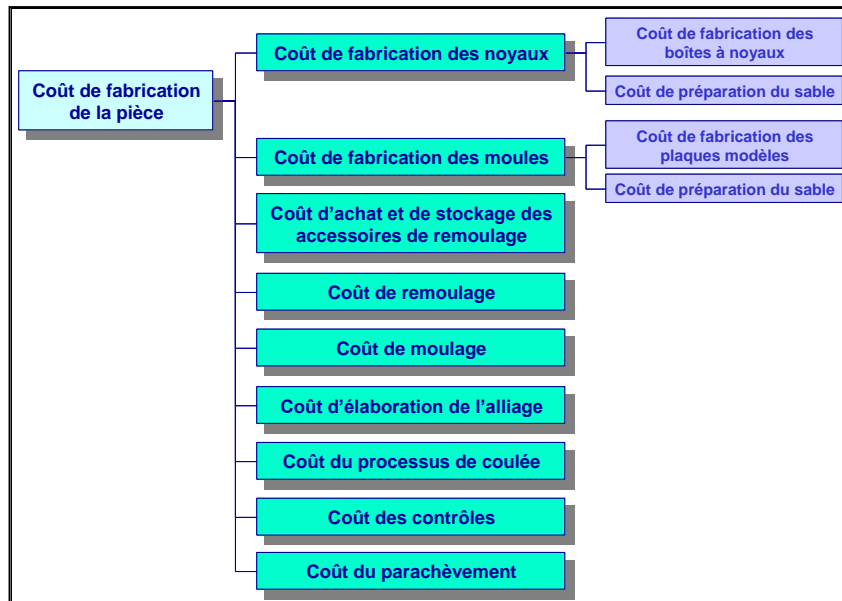 Coût de fabrication
de la pièce
Coût de fabrication des noyaux
Coût de fabrication des
boîtes à noyaux
Coût de préparation du sable
Coût de fabrication des moules
Coût de fabrication des
plaques modèles
Coût de préparation du sable
Coût d’achat et de stockage des
accessoires de remoulage
Coût de remoulage
Coût de moulage
Coût d’élaboration de l’alliage
Coût du processus de coulée
Coût des contrôles
Coût du parachèvement